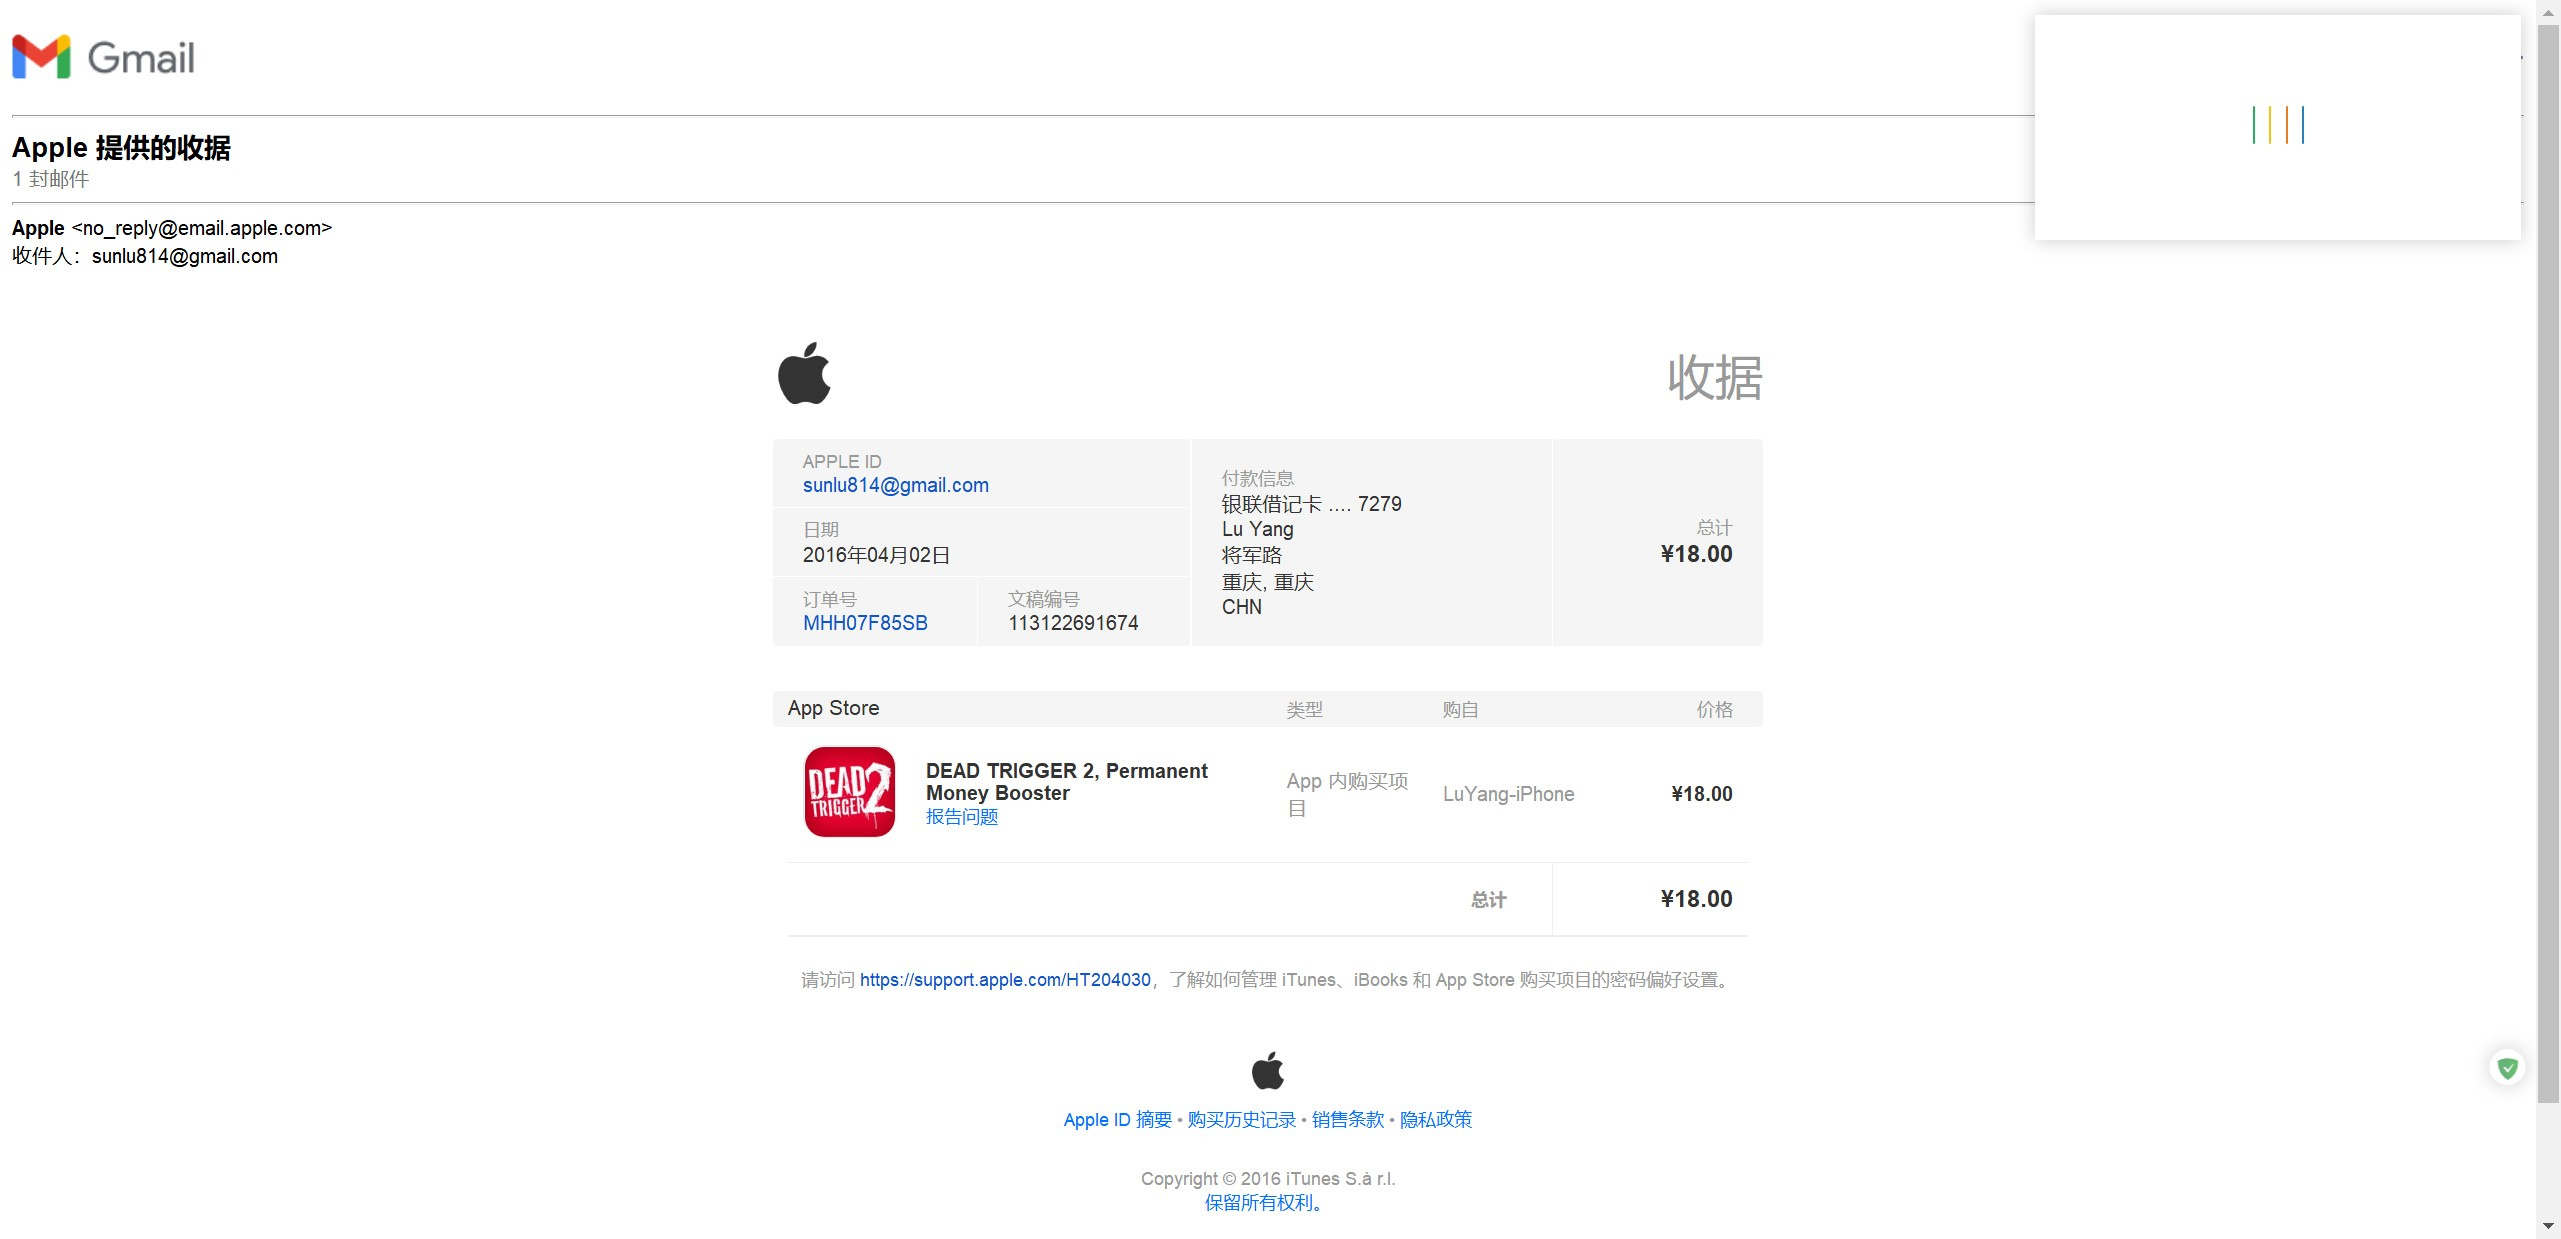 Gmail
Apple 提供的收据
1 封邮件
Apple <no_reply@email.apple.com>
收件人：sunlu814@gmail.com
收据
APPLE ID
sunlu814@gmail.com
日期
2016年04月02日
订单号
MHH07F85SB
文稿编号
113122691674
付款信息
银联借记卡 .... 7279
Lu Yang
将军路
重庆, 重庆
CHN
总计
¥18.00
App Store 类型 购自 价格
DEAD TRIGGER 2
DEAD TRIGGER 2, Permanent
Money Booster
报告问题
App 内购买项
目
LuYang-iPhone
¥18.00
总计 ¥18.00
请访问 https://support.apple.com/HT204030，了解如何管理 iTunes、iBooks 和 App Store 购买项目的密码偏好设置。
Apple ID 摘要 • 购买历史记录 • 销售条款 • 隐私政策
Copyright © 2016 iTunes S.à r.l.
保留所有权利。